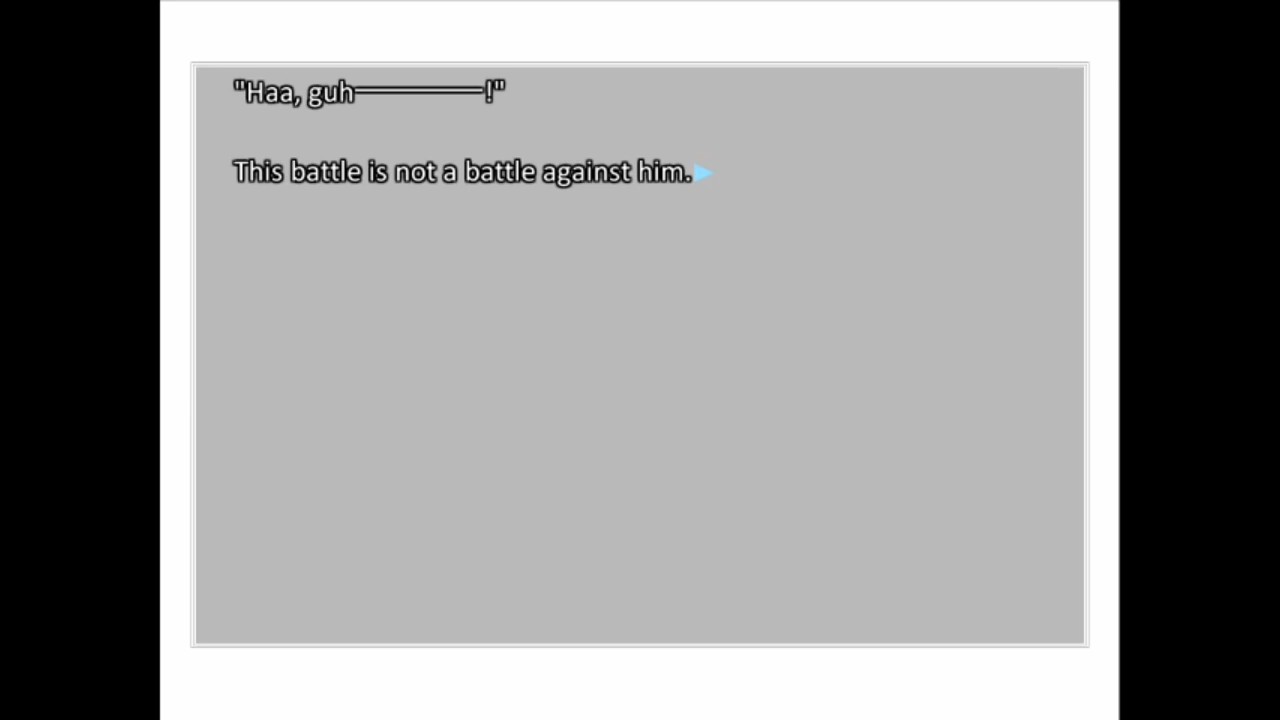 "Haa, guh―――――!"
This battle is not a battle against him.